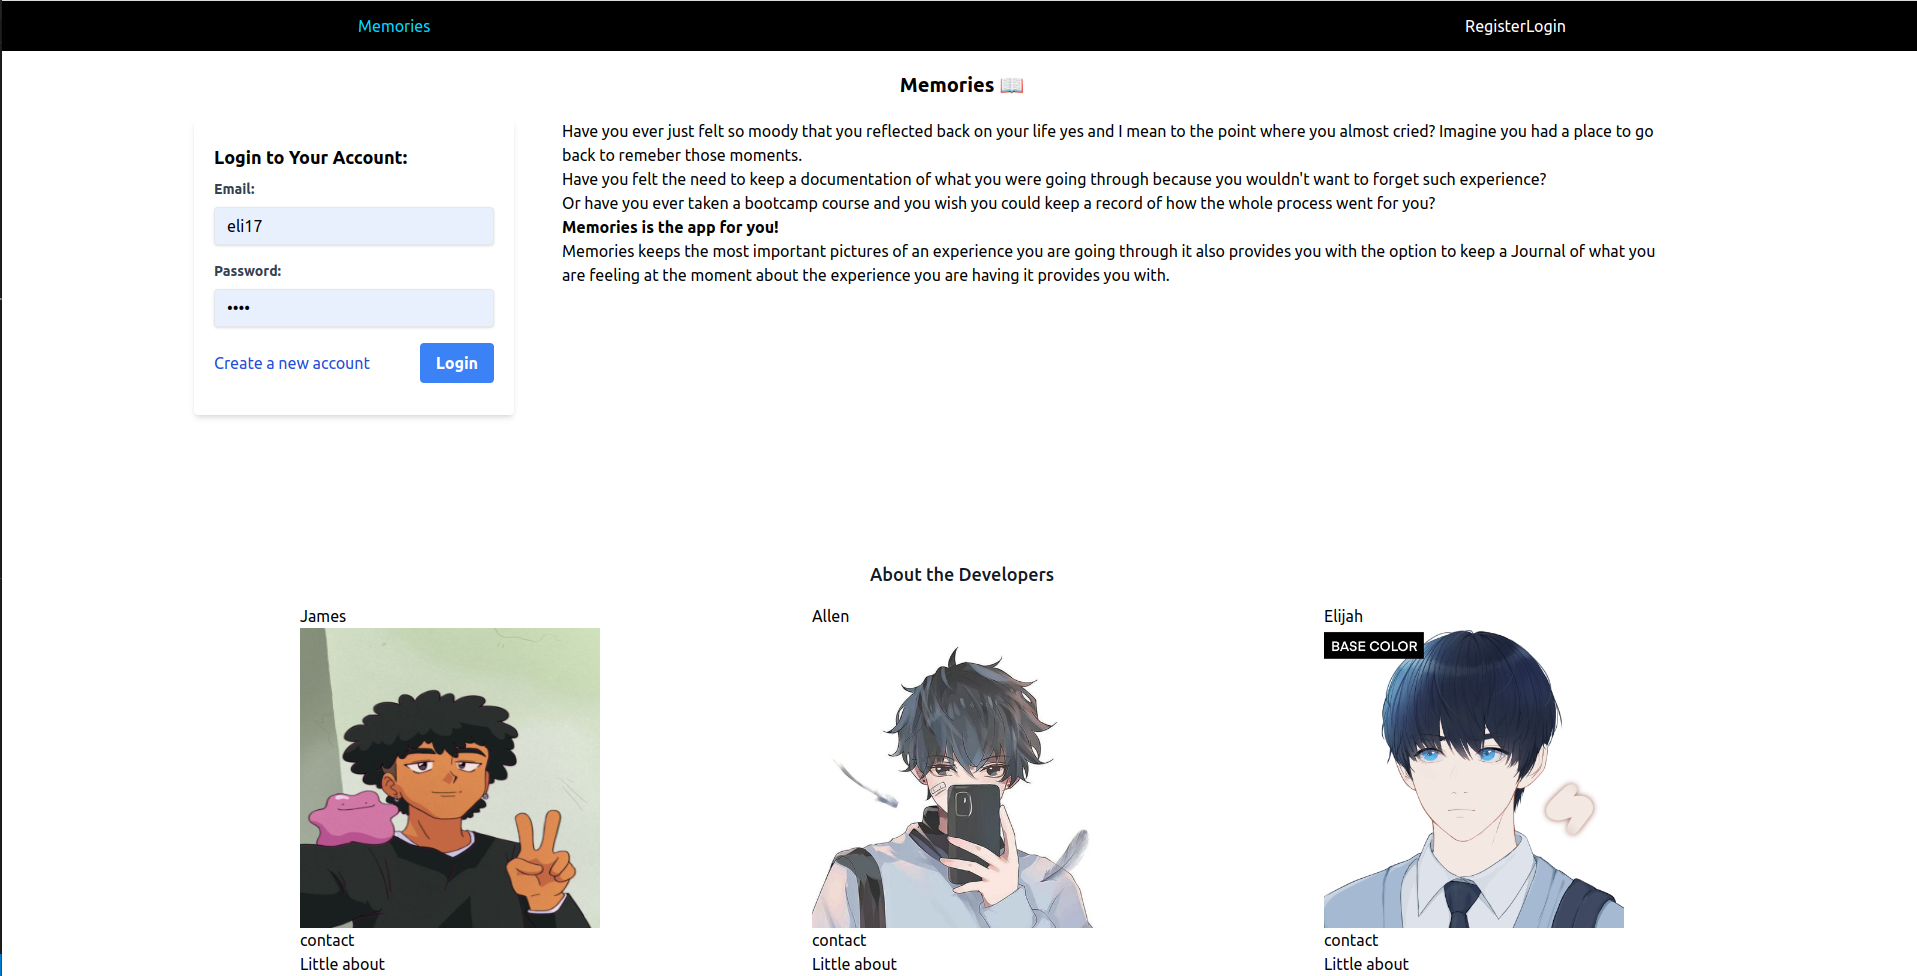 Memories
RegisterLogin
Memories 📖
Login to Your Account:
Email:
eli17
Password:
••••
Create a new account
Login
Have you ever just felt so moody that you reflected back on your life yes and I mean to the point where you almost cried? Imagine you had a place to go
back to remeber those moments.
Have you felt the need to keep a documentation of what you were going through because you wouldn't want to forget such experience?
Or have you ever taken a bootcamp course and you wish you could keep a record of how the whole process went for you?
Memories is the app for you!
Memories keeps the most important pictures of an experience you are going through it also provides you with the option to keep a Journal of what you
are feeling at the moment about the experience you are having it provides you with.
About the Developers
James
contact
Little about
Allen
contact
Little about
Elijah
BASE COLOR
contact
Little about